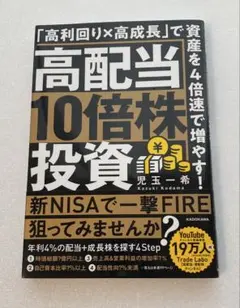 「高利回り×高成長」で
資産を4倍速で増やす!
高配当
10倍株
投資
児玉一希
Kazuki Kodama
KADOKAWA
新NISAで一撃FIRE
狙ってみませんか?
年利4%の配当+成長株を探す4Step
YouTube
19万人
Trade Labo